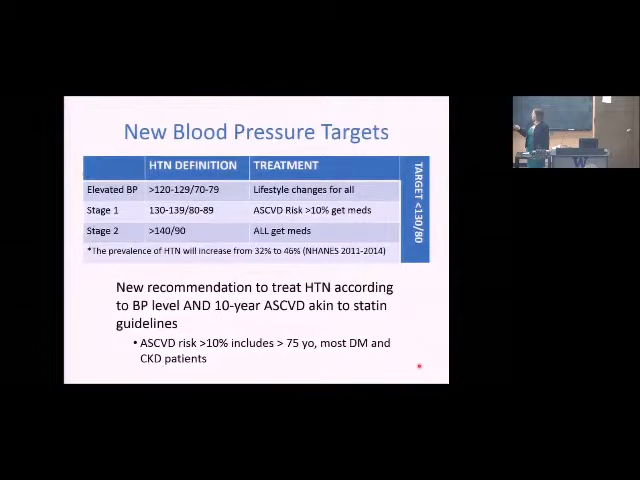 New Blood Pressure Targets
HTN DEFINITION TREATMENT
Elevated BP >120-129/70-79 Lifestyle changes for all
Stage 1 130-139/80-89 ASCVD Risk >10% get meds
Stage 2 >140/90 ALL get meds
*The prevalence of HTN will increase from 32% to 46% (NHANES 2011-2014)
TARGET <130/80
New recommendation to treat HTN according
to BP level AND 10-year ASCVD akin to statin
guidelines
• ASCVD risk >10% includes > 75 yo, most DM and
CKD patients
W